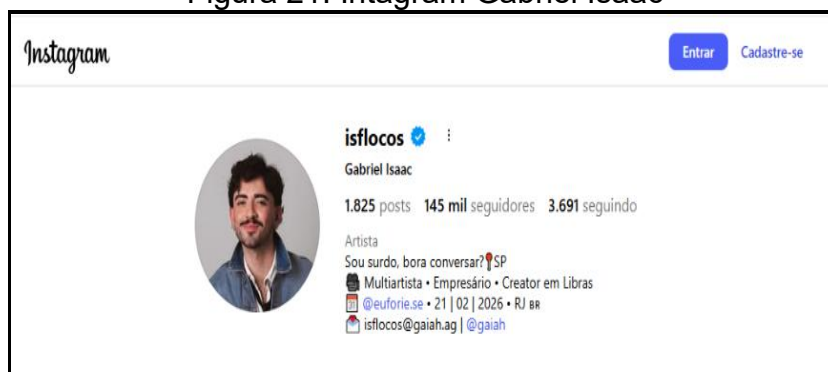 Figura 21: Intagram Gabriel Isaac
Instagram
Entrar Cadastre-se
isflocos
Gabriel Isaac
1.825 posts 145 mil seguidores 3.691 seguindo
Artista
Sou surdo, bora conversar?📍SP
Multiartista • Empresário • Creator em Libras
@euforie.se • 21 | 02 | 2026 • RJ BR
isflocos@gaiah.ag | @gaiah